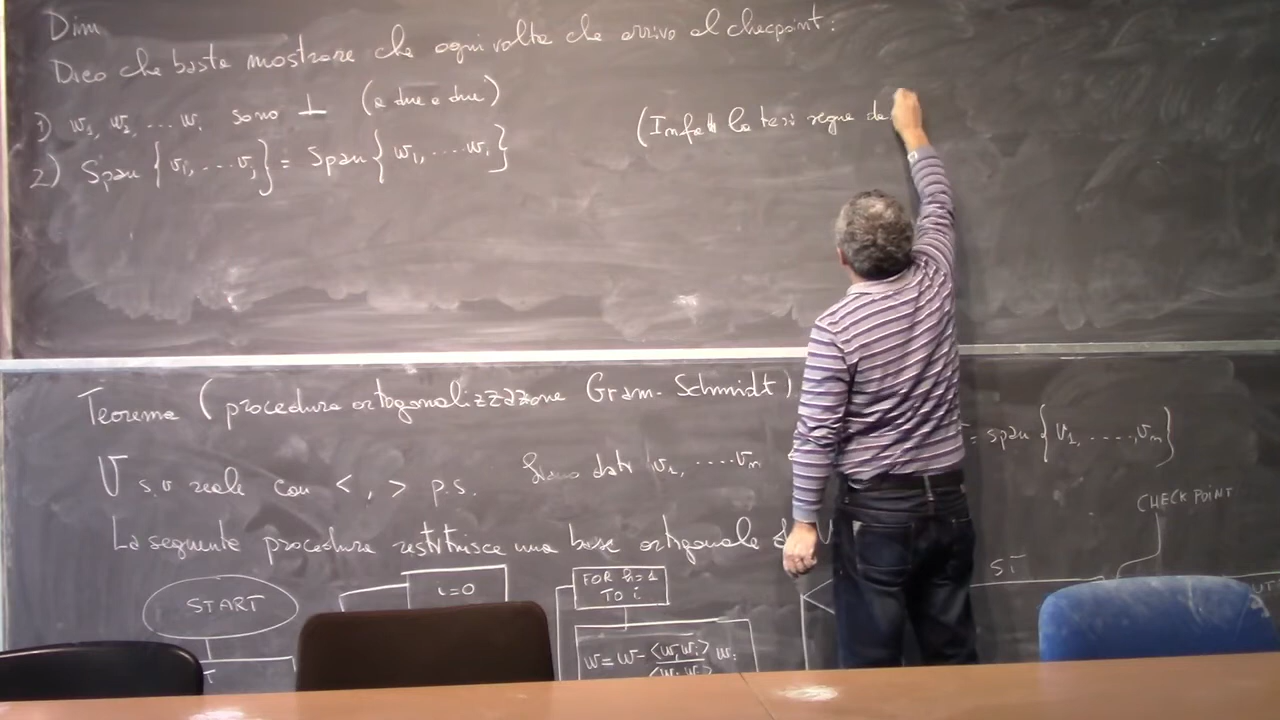 Dim
Dico che basta mostrare che ogni volta che arrivo al checpoint:
1) w₁, w₂, ... wᵢ sono ⊥ (a due a due)
2) Span {v₁, ... vⱼ} = Span {w₁, ... wᵢ}
(Infatti la tesi segue da
Teorema (procedura ortogonalizzazione Gram-Schmidt)
V s.v reale con < , > p.s. Siano dati v₁, .... vₘ
= span {v₁, ....., vₘ}
La seguente procedura restituisce una base ortogonale di U
CHECKPOINT
START
i=0
FOR h=1
TO i
SI
w = w -